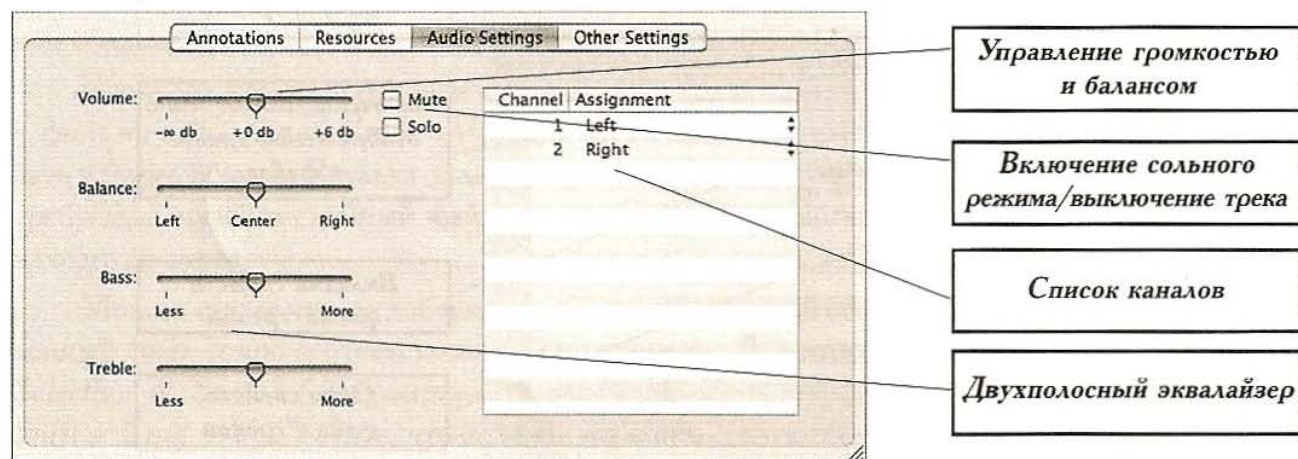 Annotations Resources Audio Settings Other Settings
Volume:
-∞ db +0 db +6 db
Mute
Solo
Balance:
Left Center Right
Bass:
Less More
Treble:
Less More
Channel Assignment
1 Left
2 Right
Управление громкостью
и балансом
Включение сольного
режима/выключение трека
Список каналов
Двухполосный эквалайзер